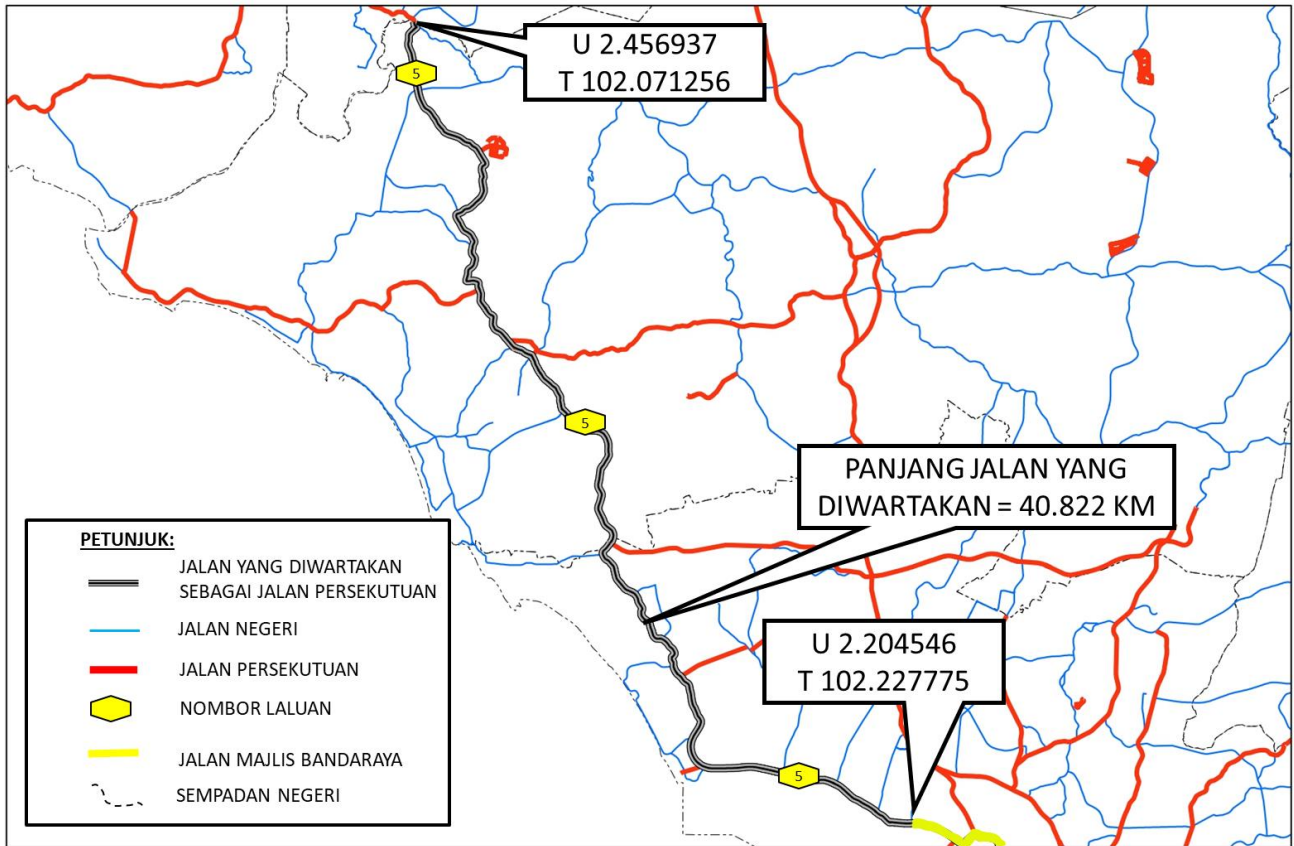 U 2.456937
T 102.071256
5
5
PANJANG JALAN YANG
DIWARTAKAN = 40.822 KM
U 2.204546
T 102.227775
5
PETUNJUK:
JALAN YANG DIWARTAKAN
SEBAGAI JALAN PERSEKUTUAN
JALAN NEGERI
JALAN PERSEKUTUAN
NOMBOR LALUAN
JALAN MAJLIS BANDARAYA
SEMPADAN NEGERI